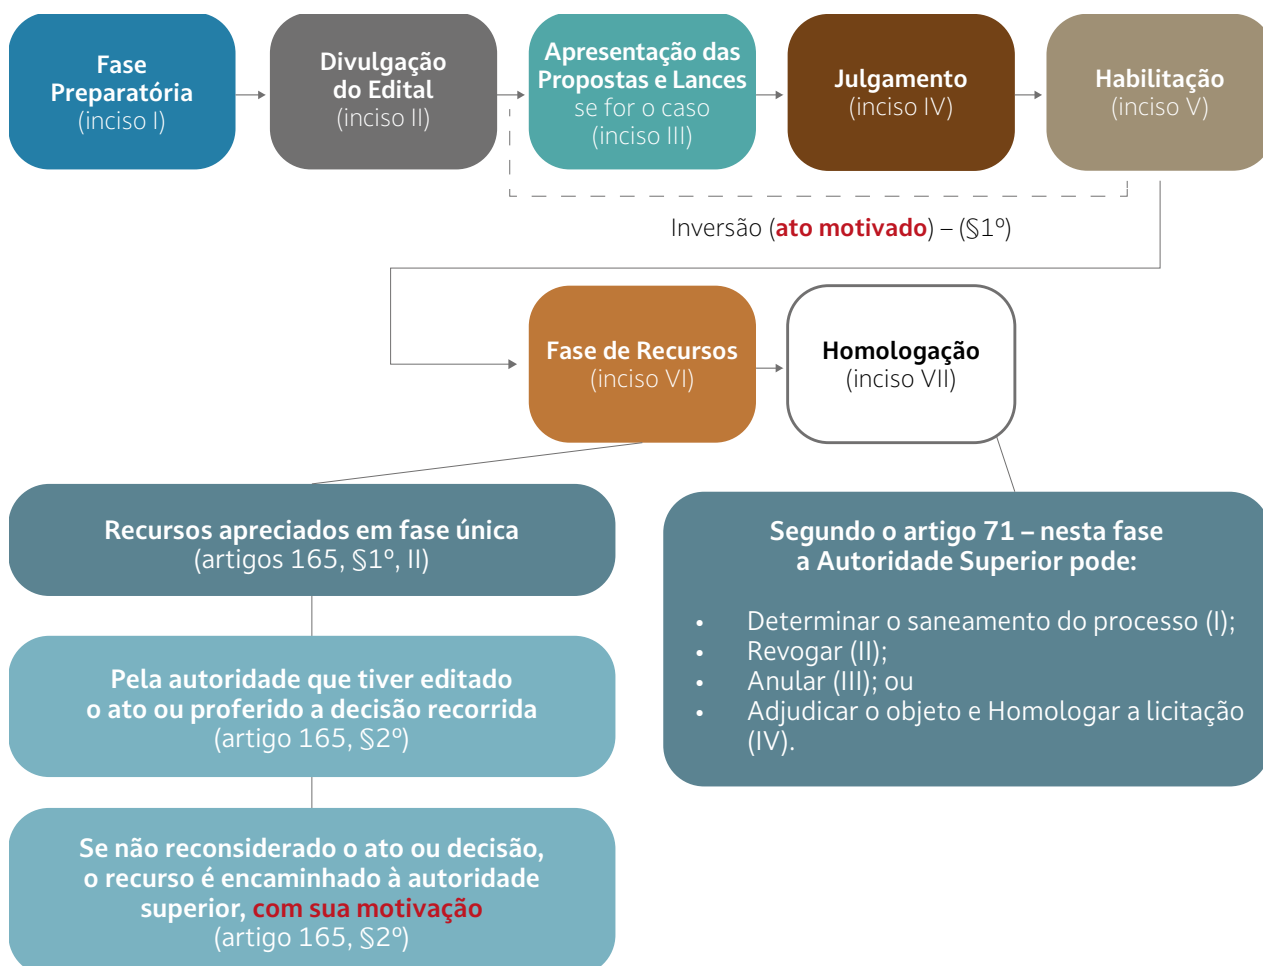 Fase
Preparatória
(inciso I)
Divulgação
do Edital
(inciso II)
Apresentação das
Propostas e Lances
se for o caso
(inciso III)
Julgamento
(inciso IV)
Habilitação
(inciso V)
Inversão (ato motivado) – (§1º)
Fase de Recursos
(inciso VI)
Homologação
(inciso VII)
Recursos apreciados em fase única
(artigos 165, §1º, II)
Pela autoridade que tiver editado
o ato ou proferido a decisão recorrida
(artigo 165, §2º)
Se não reconsiderado o ato ou decisão,
o recurso é encaminhado à autoridade
superior, com sua motivação
(artigo 165, §2º)
Segundo o artigo 71 – nesta fase
a Autoridade Superior pode:
• Determinar o saneamento do processo (I);
• Revogar (II);
• Anular (III); ou
• Adjudicar o objeto e Homologar a licitação
(IV).